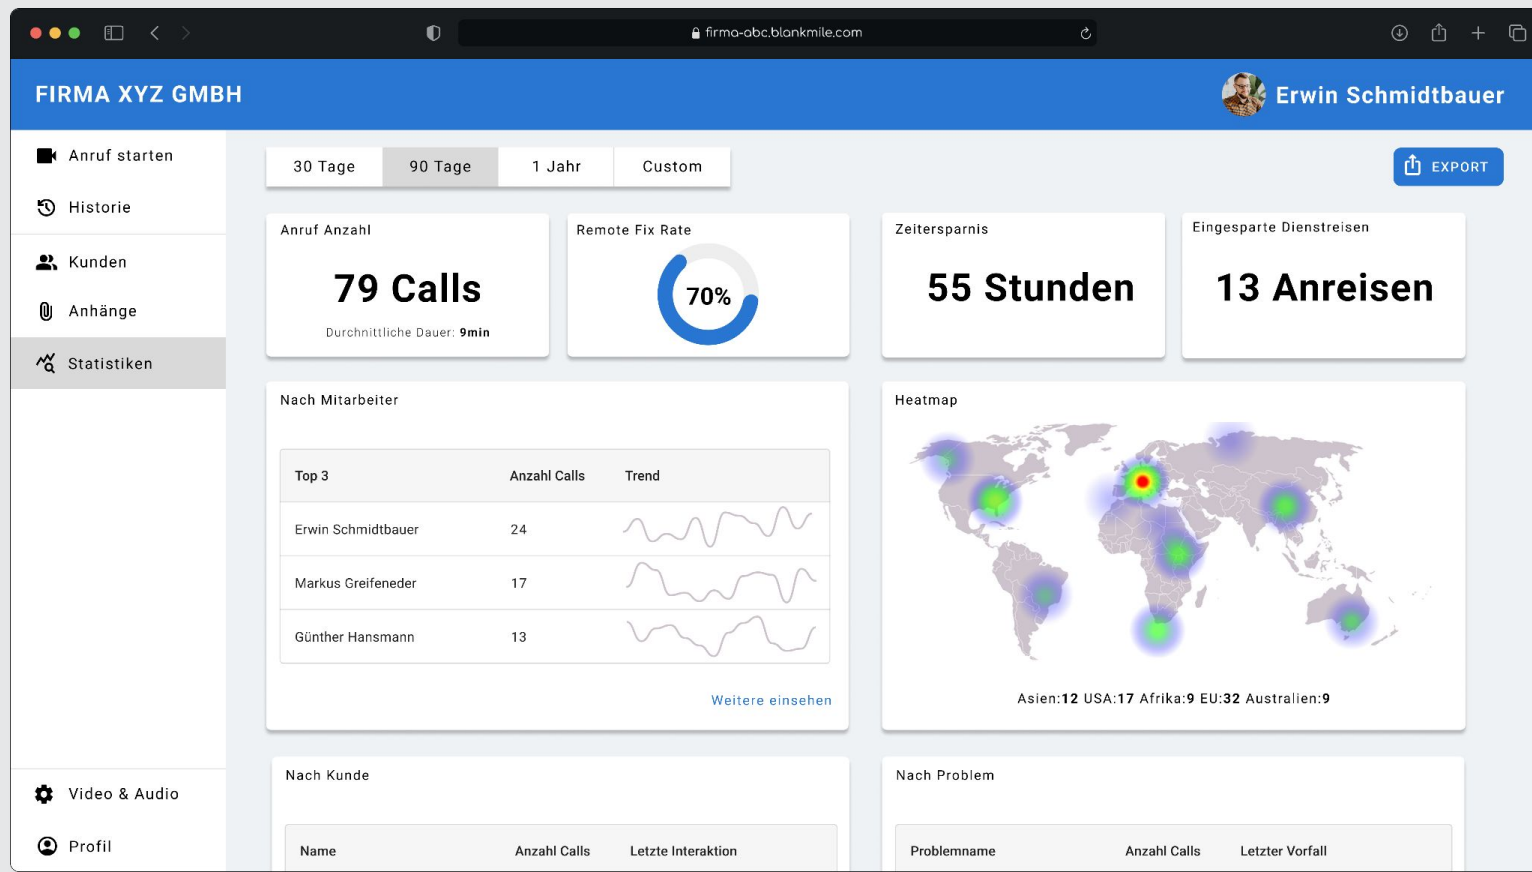 firma-abc.blankmile.com
FIRMA XYZ GMBH
Erwin Schmidtbauer
Anruf starten
Historie
Kunden
Anhänge
Statistiken
Video & Audio
Profil
30 Tage 90 Tage 1 Jahr Custom
EXPORT
Anruf Anzahl
79 Calls
Durchnittliche Dauer: 9min
Remote Fix Rate
70%
Zeitersparnis
55 Stunden
Eingesparte Dienstreisen
13 Anreisen
Nach Mitarbeiter
Top 3 Anzahl Calls Trend
Erwin Schmidtbauer 24
Markus Greifeneder 17
Günther Hansmann 13
Weitere einsehen
Heatmap
Asien:12 USA:17 Afrika:9 EU:32 Australien:9
Nach Kunde
Name Anzahl Calls Letzte Interaktion
Nach Problem
Problemname Anzahl Calls Letzter Vorfall